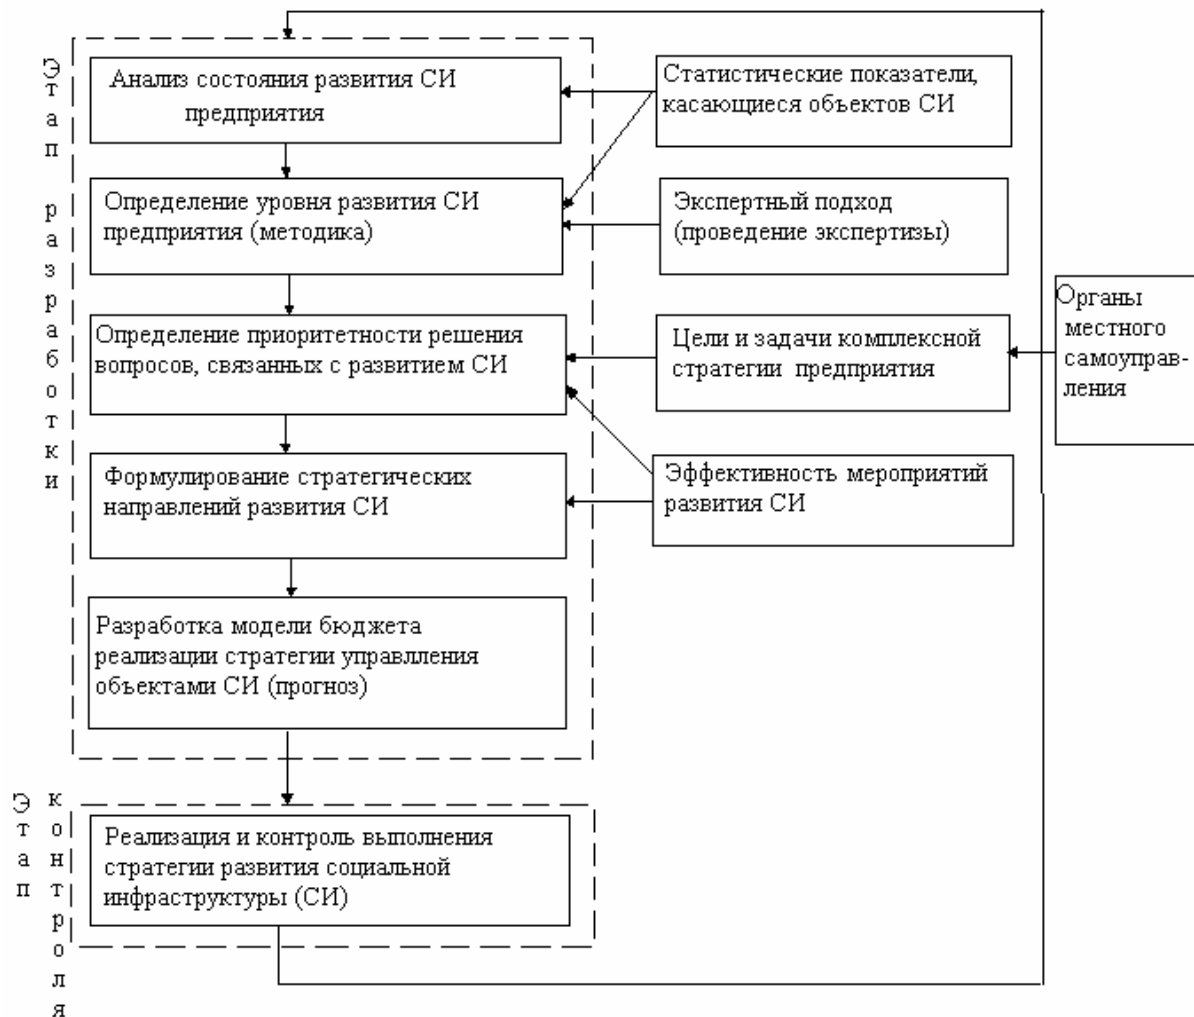 Этап разработки
Анализ состояния развития СИ
предприятия
Статистические показатели,
касающиеся объектов СИ
Определение уровня развития СИ
предприятия (методика)
Экспертный подход
(проведение экспертизы)
Органы
местного
самоуправ-
ления
Определение приоритетности решения
вопросов, связанных с развитием СИ
Цели и задачи комплексной
стратегии предприятия
Формулирование стратегических
направлений развития СИ
Эффективность мероприятий
развития СИ
Разработка модели бюджета
реализации стратегии управлления
объектами СИ (прогноз)
Этап
контроля
Реализация и контроль выполнения
стратегии развития социальной
инфраструктуры (СИ)